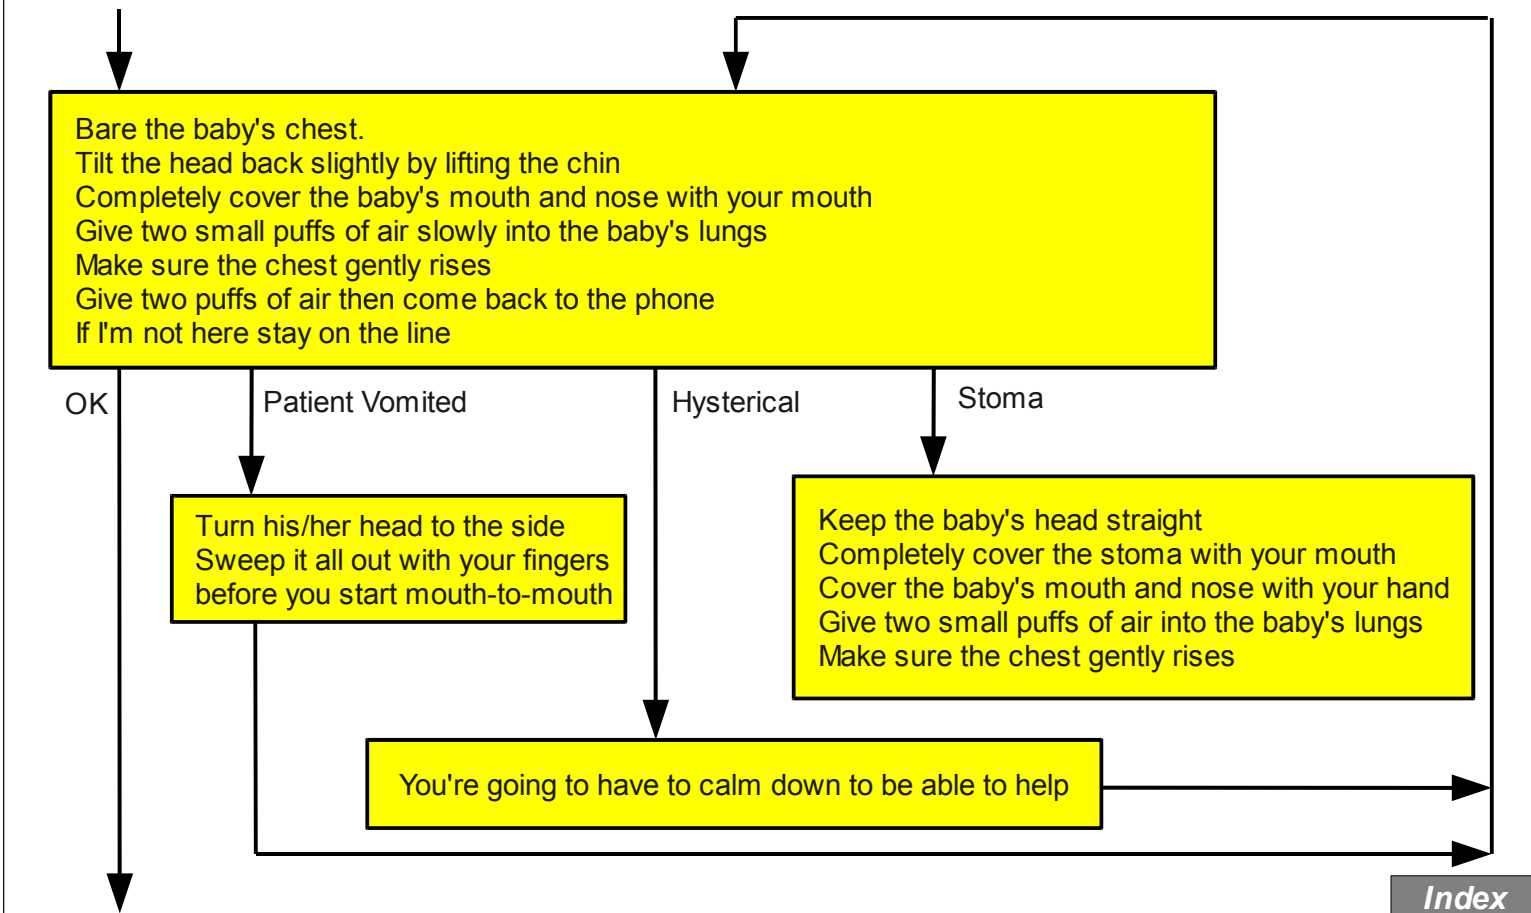 Bare the baby's chest.
Tilt the head back slightly by lifting the chin
Completely cover the baby's mouth and nose with your mouth
Give two small puffs of air slowly into the baby's lungs
Make sure the chest gently rises
Give two puffs of air then come back to the phone
If I'm not here stay on the line
OK
Patient Vomited
Hysterical
Stoma
Turn his/her head to the side
Sweep it all out with your fingers
before you start mouth-to-mouth
Keep the baby's head straight
Completely cover the stoma with your mouth
Cover the baby's mouth and nose with your hand
Give two small puffs of air into the baby's lungs
Make sure the chest gently rises
You're going to have to calm down to be able to help
Index